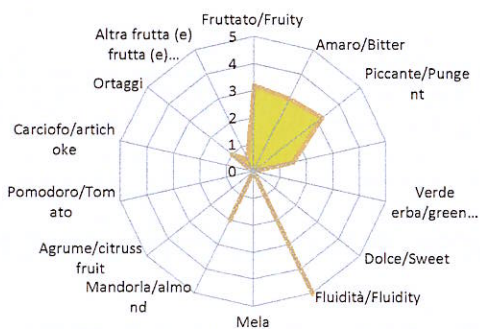 Fruttato/Fruity
5
4
3
2
1
0
Amaro/Bitter
Piccante/Punge
nt
Verde
erba/green...
Dolce/Sweet
Fluidità/Fluidity
Mela
Mandorla/almo
nd
Agrume/citruss
fruit
Pomodoro/Tom
ato
Carciofo/artich
oke
Ortaggi
Altra frutta (e)
frutta (e)...